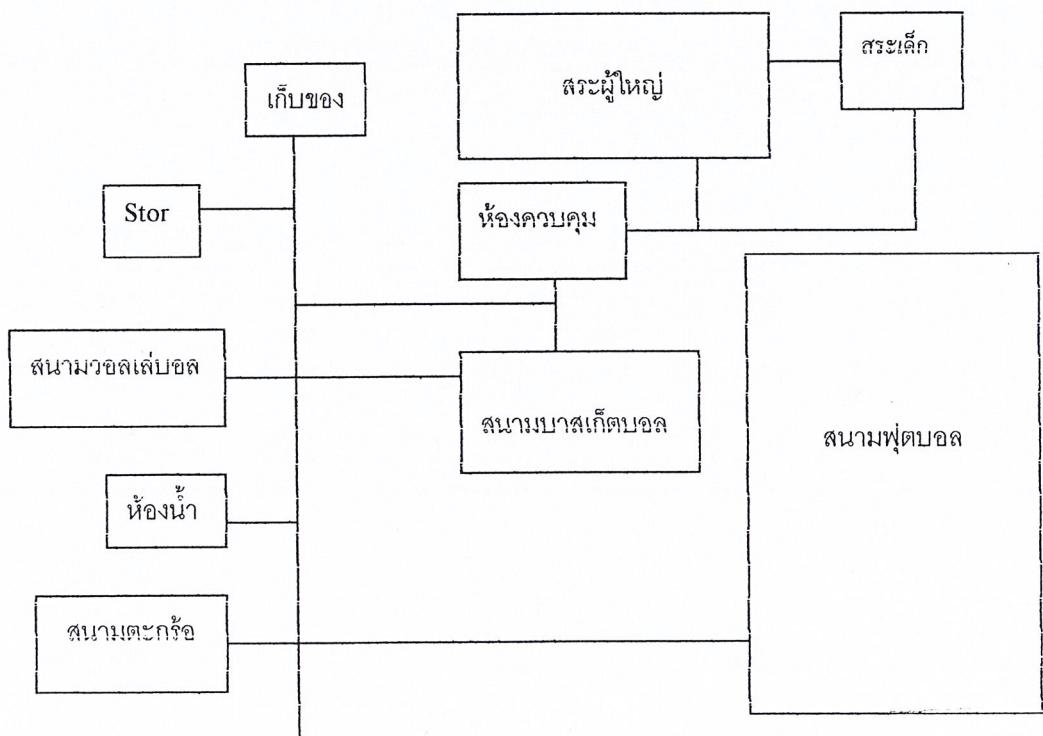 สระเด็ก
สระผู้ใหญ่
เก็บของ
Stor
ห้องควบคุม
สนามวอลเล่บอล
สนามบาสเก็ตบอล
สนามฟุตบอล
ห้องน้ำ
สนามตะกร้อ